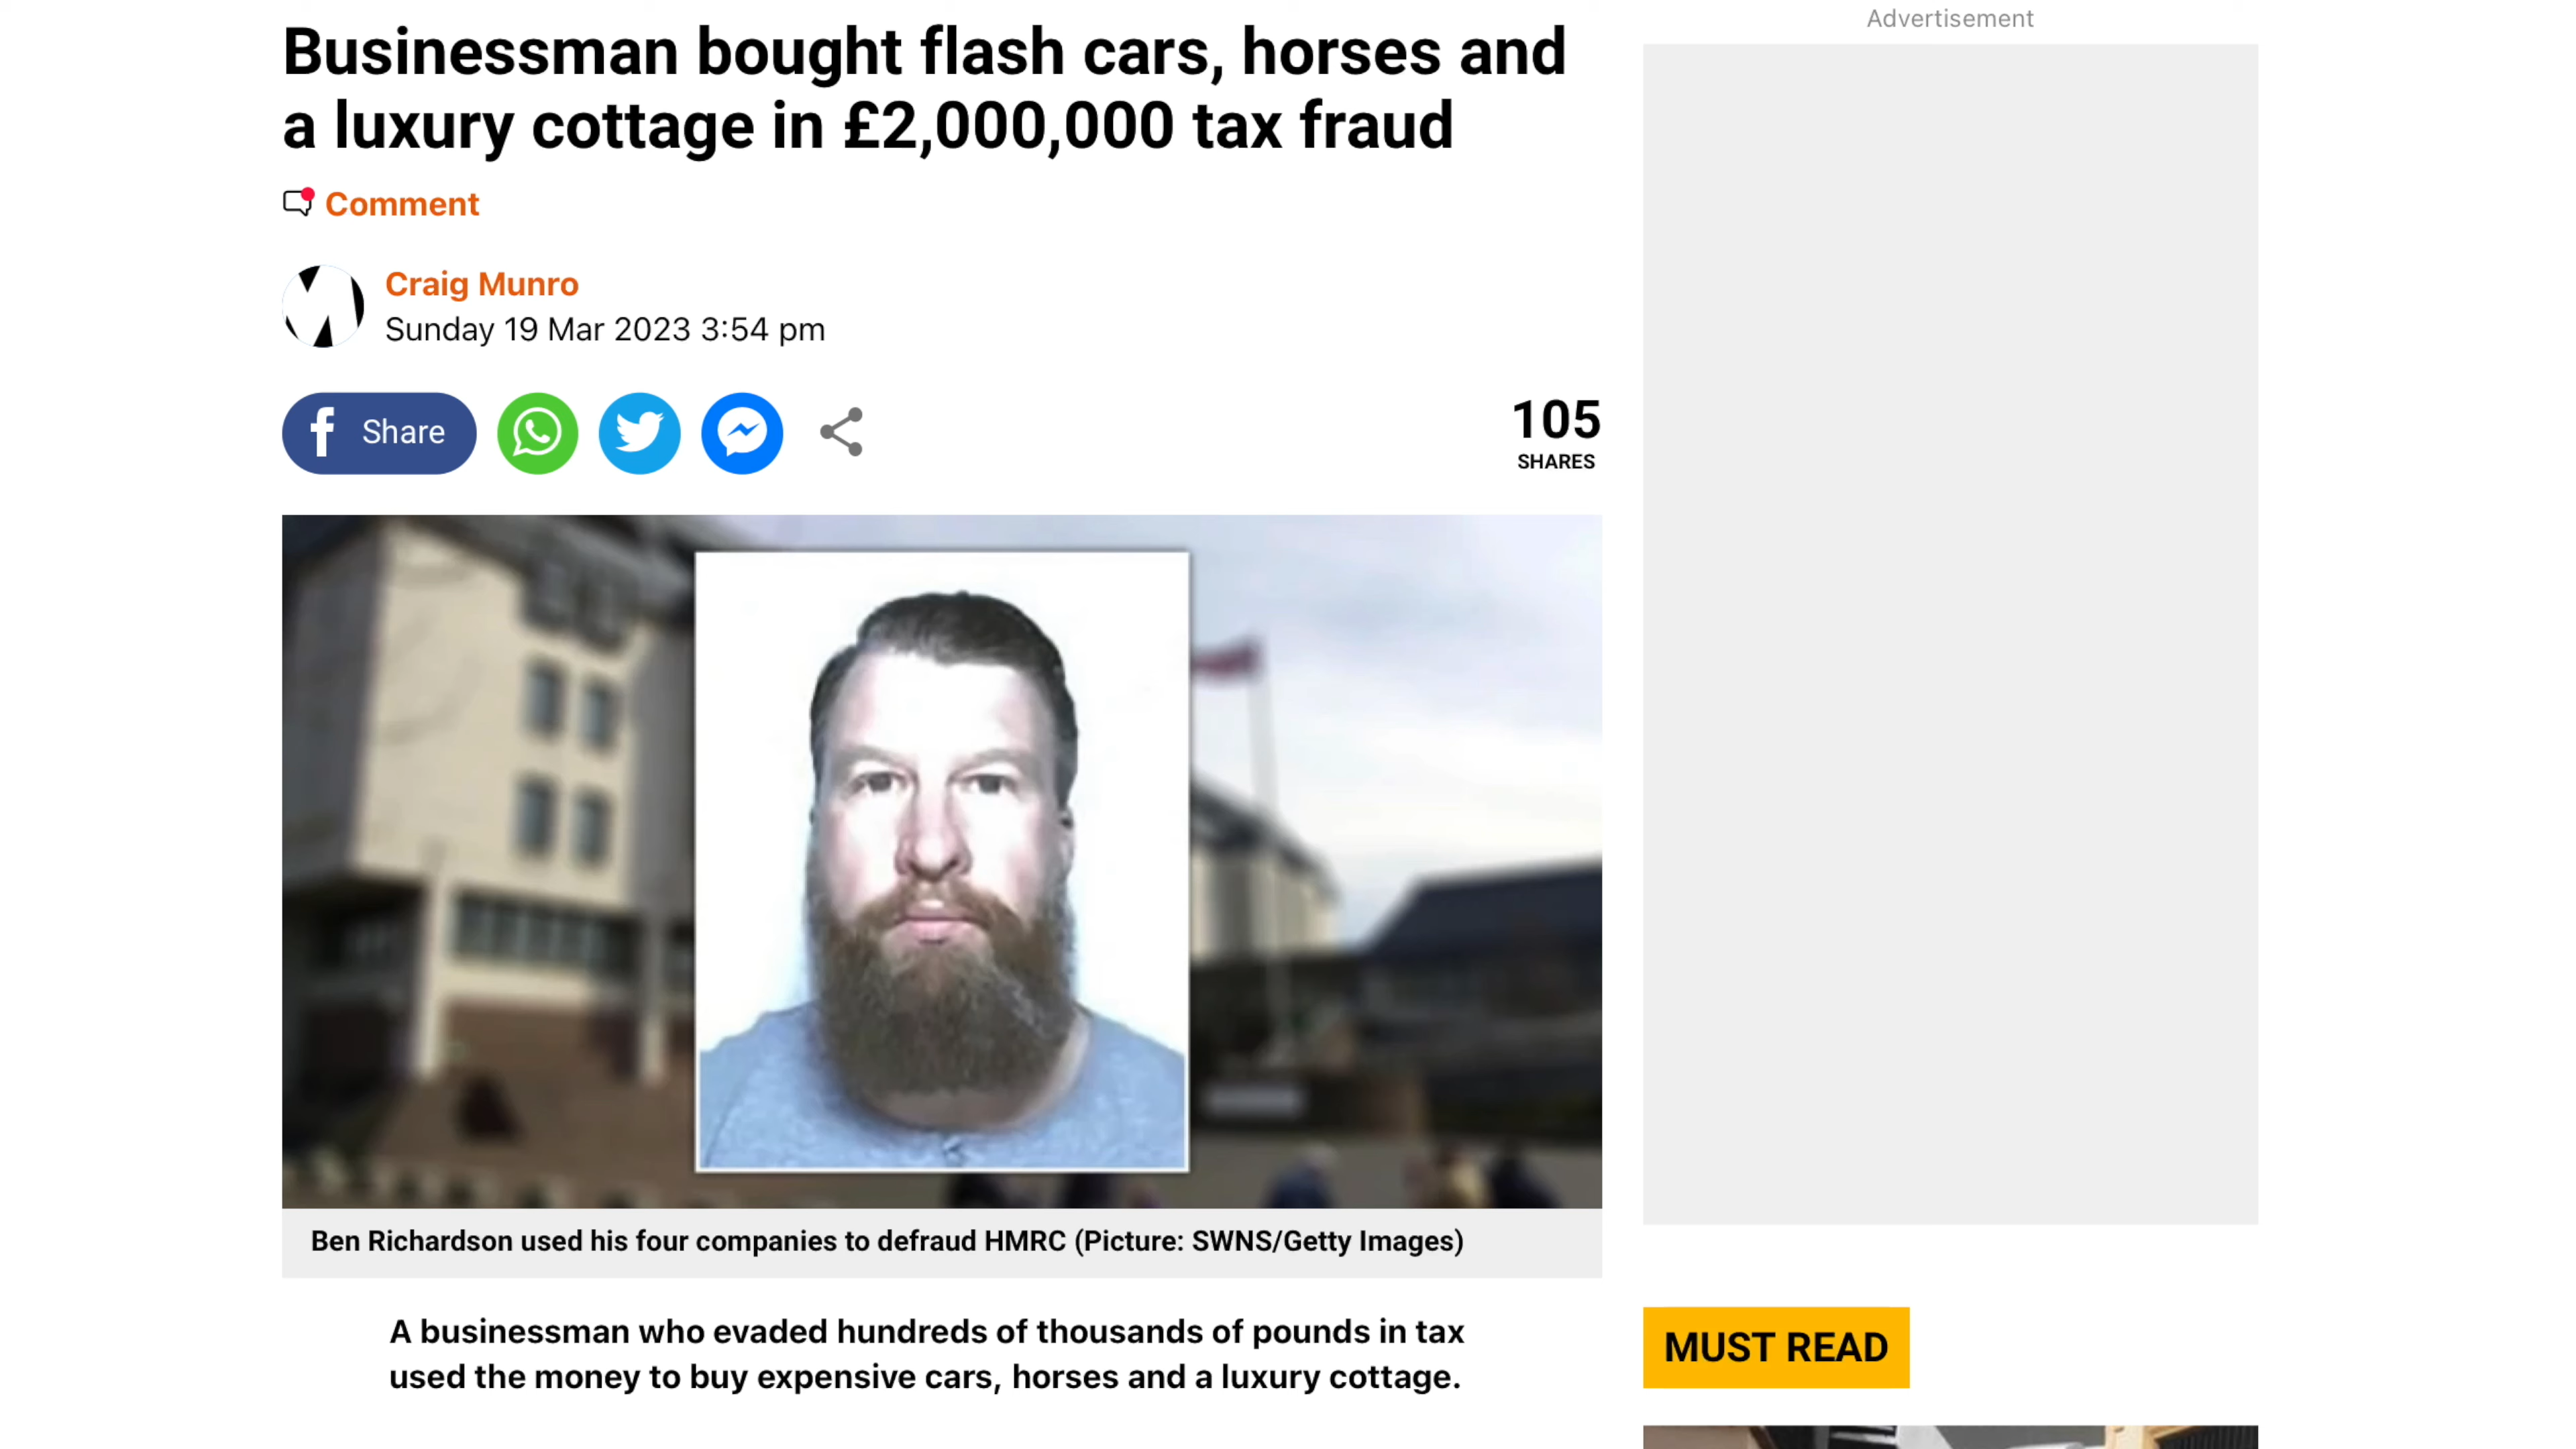 Advertisement
Businessman bought flash cars, horses and
a luxury cottage in £2,000,000 tax fraud
Comment
Craig Munro
Sunday 19 Mar 2023 3:54 pm
Share
105
SHARES
Ben Richardson used his four companies to defraud HMRC (Picture: SWNS/Getty Images)
A businessman who evaded hundreds of thousands of pounds in tax
used the money to buy expensive cars, horses and a luxury cottage.
MUST READ